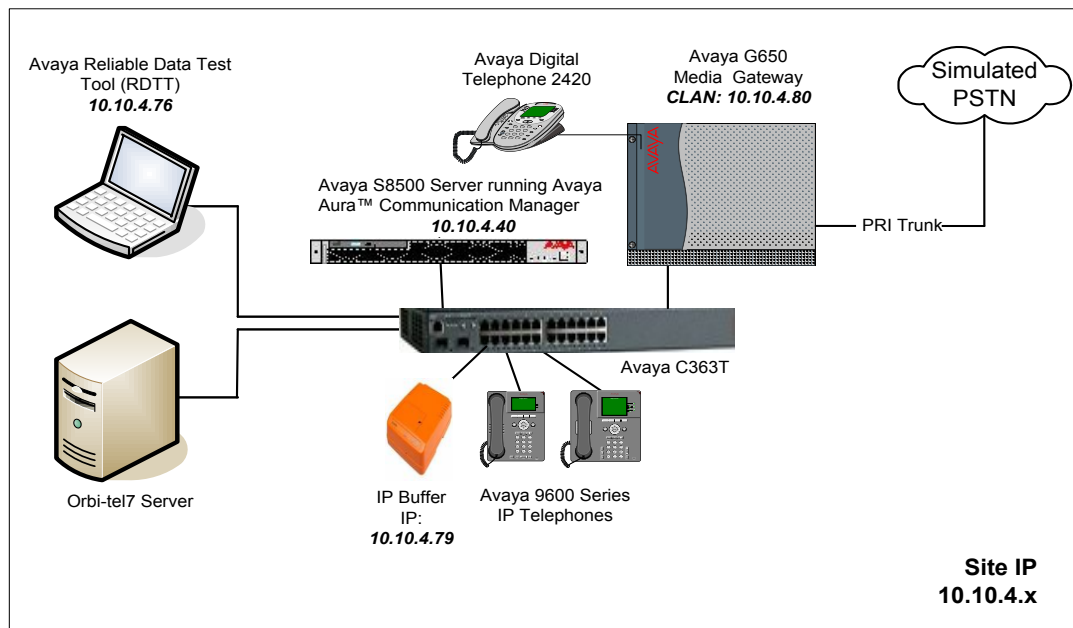 Avaya Reliable Data Test
Tool (RDTT)
10.10.4.76
Avaya Digital
Telephone 2420
Avaya G650
Media Gateway
CLAN: 10.10.4.80
Simulated
PSTN
AVAYA
Avaya S8500 Server running Avaya
Aura™ Communication Manager
10.10.4.40
PRI Trunk
Avaya C363T
Orbi-tel7 Server
IP Buffer
IP:
10.10.4.79
Avaya 9600 Series
IP Telephones
Site IP
10.10.4.x